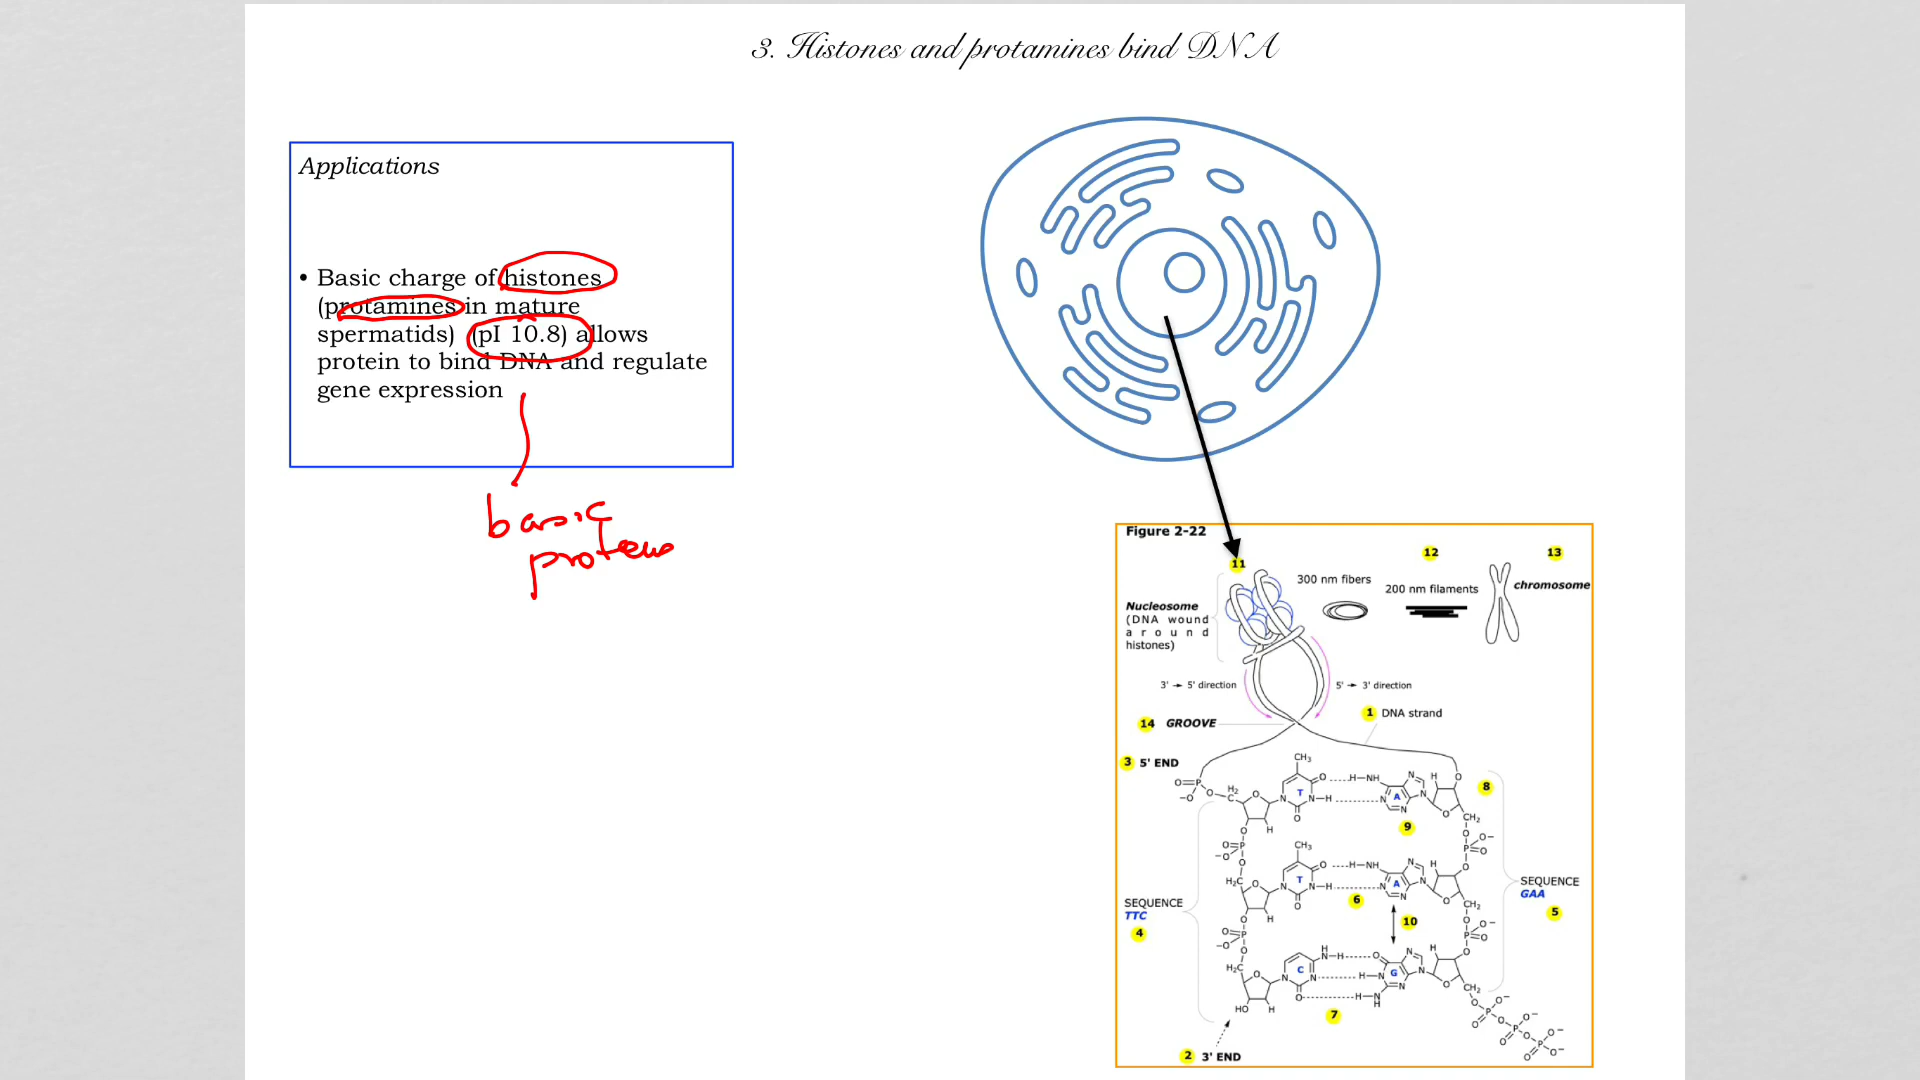 3. Histones and protamines bind DNA
Applications
• Basic charge of histones
(protamines in mature
spermatids) (pI 10.8) allows
protein to bind DNA and regulate
gene expression
basic
proteins
Figure 2-22
11
12
13
300 nm fibers
200 nm filaments
chromosome
Nucleosome
(DNA wound
around
histones)
3' → 5' direction
5' → 3' direction
1 DNA strand
14 GROOVE
3 5' END
8
9
SEQUENCE
TTC
4
6
10
SEQUENCE
GAA
5
7
2 3' END
T
A
T
A
C
G